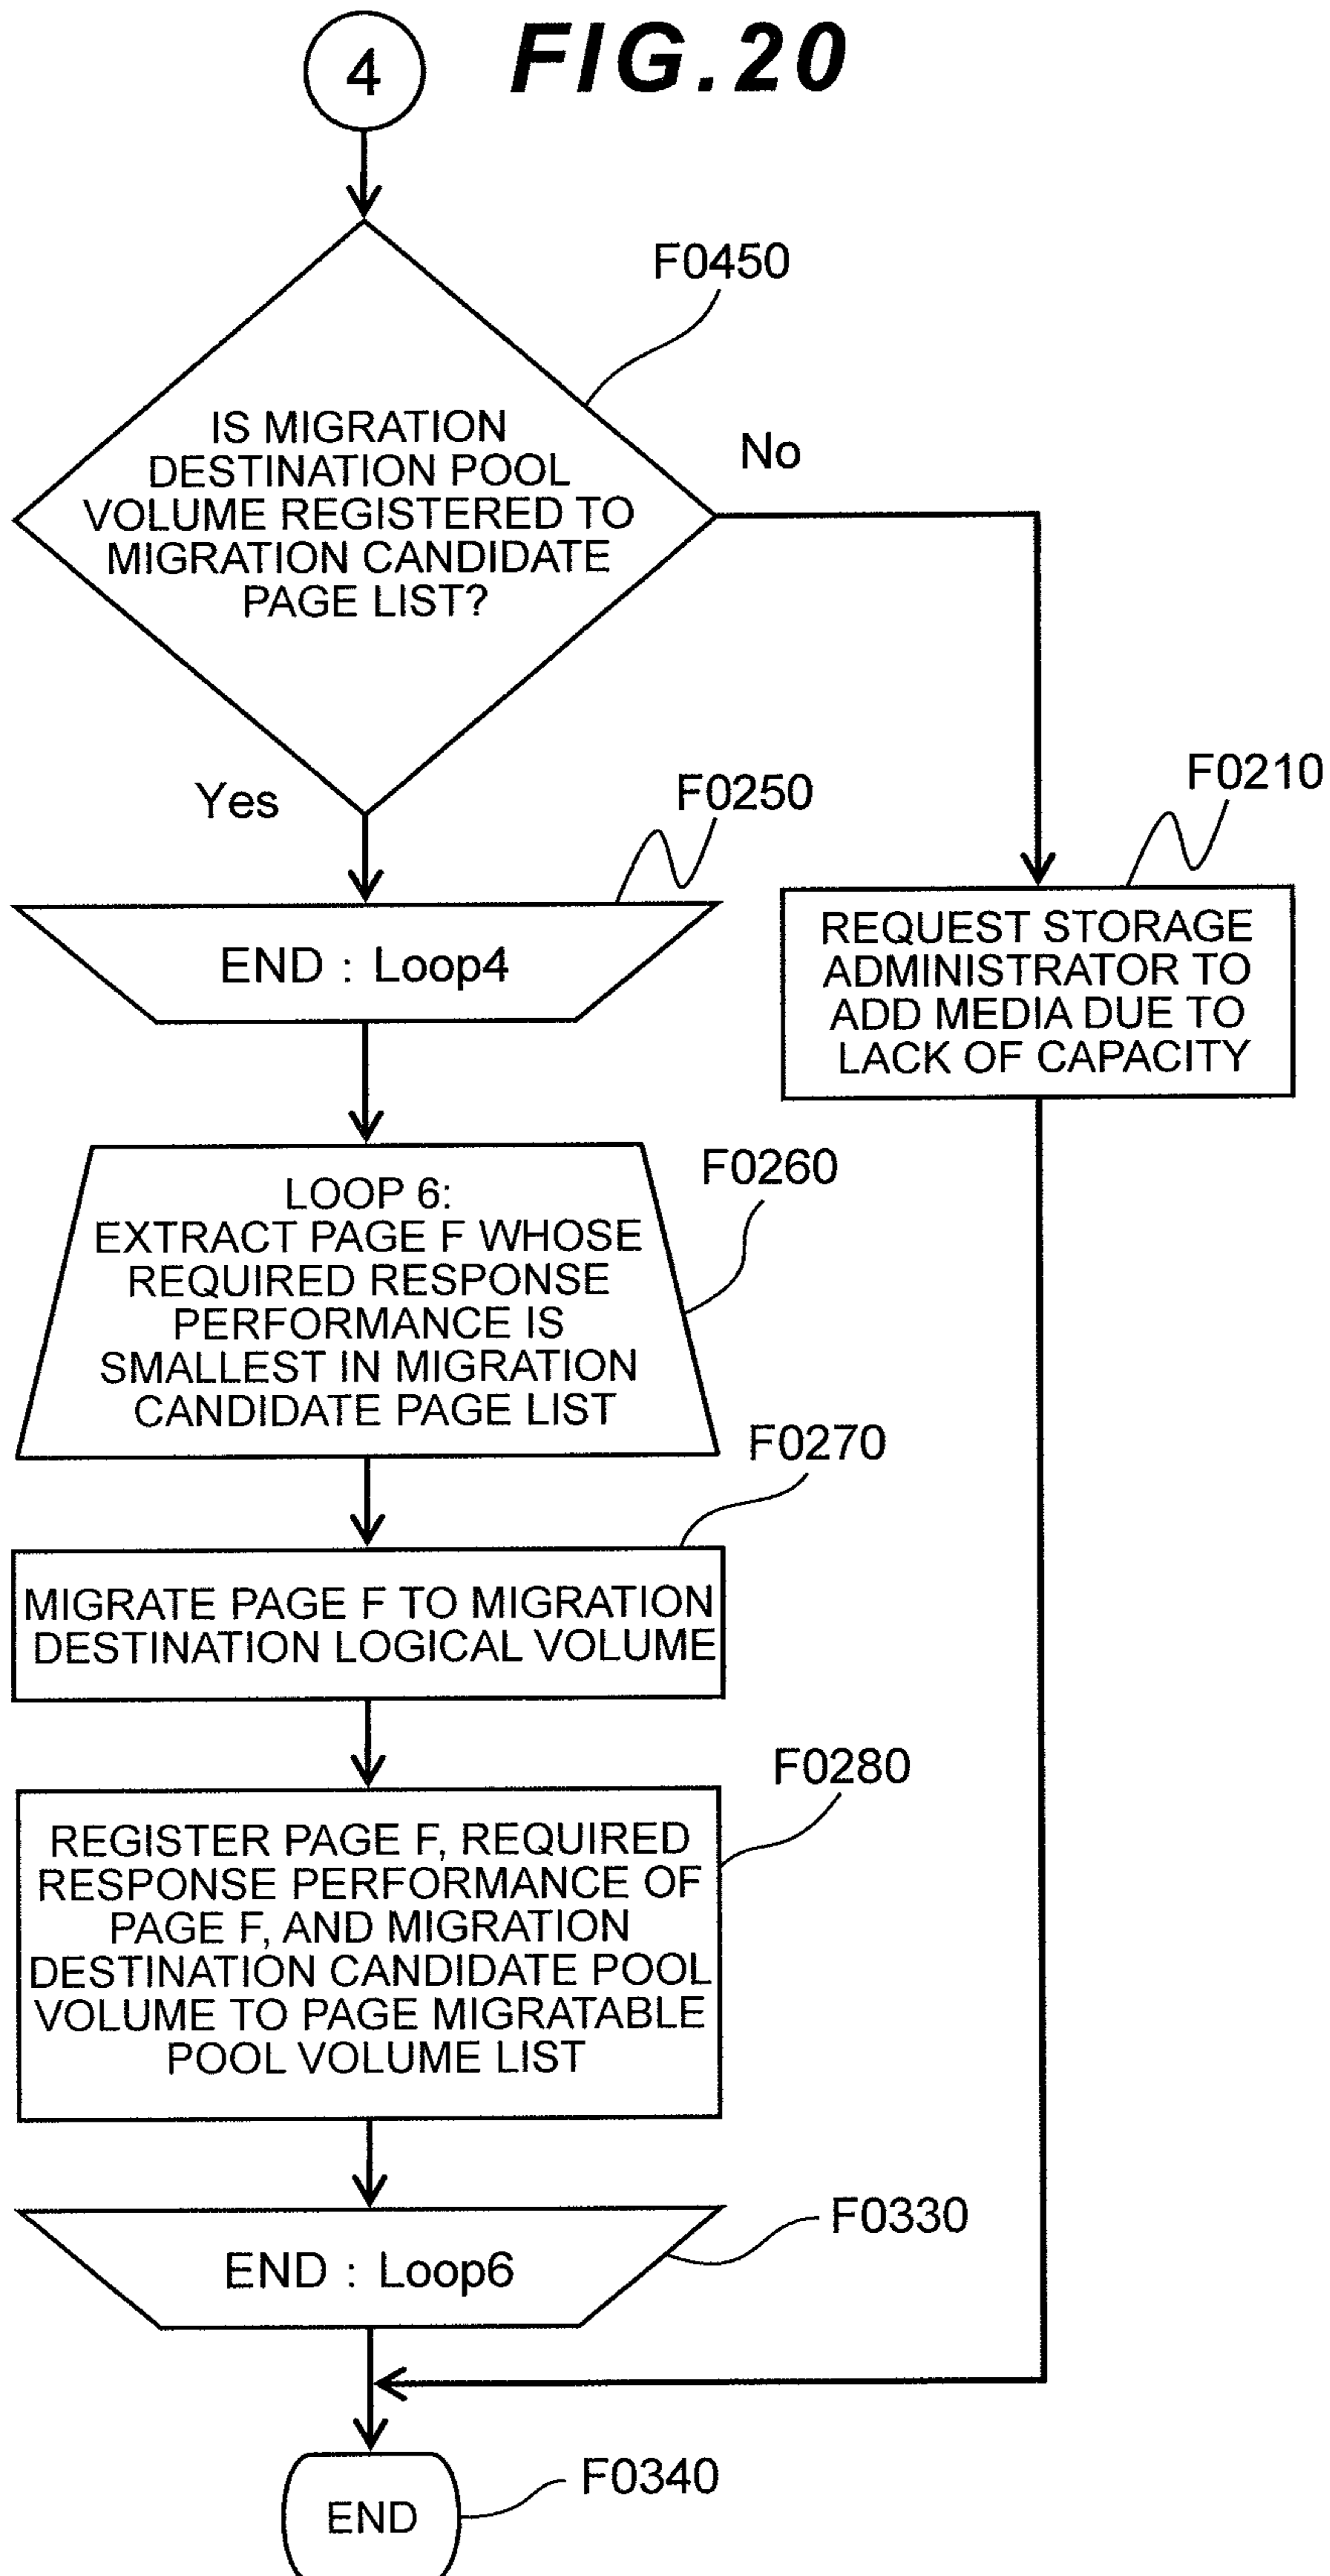 4
FIG.20
F0450
IS MIGRATION
DESTINATION POOL
VOLUME REGISTERED TO
MIGRATION CANDIDATE
PAGE LIST?
No
Yes
F0250
F0210
END : Loop4
REQUEST STORAGE
ADMINISTRATOR TO
ADD MEDIA DUE TO
LACK OF CAPACITY
F0260
LOOP 6:
EXTRACT PAGE F WHOSE
REQUIRED RESPONSE
PERFORMANCE IS
SMALLEST IN MIGRATION
CANDIDATE PAGE LIST
F0270
MIGRATE PAGE F TO MIGRATION
DESTINATION LOGICAL VOLUME
F0280
REGISTER PAGE F, REQUIRED
RESPONSE PERFORMANCE OF
PAGE F, AND MIGRATION
DESTINATION CANDIDATE POOL
VOLUME TO PAGE MIGRATABLE
POOL VOLUME LIST
F0330
END : Loop6
F0340
END